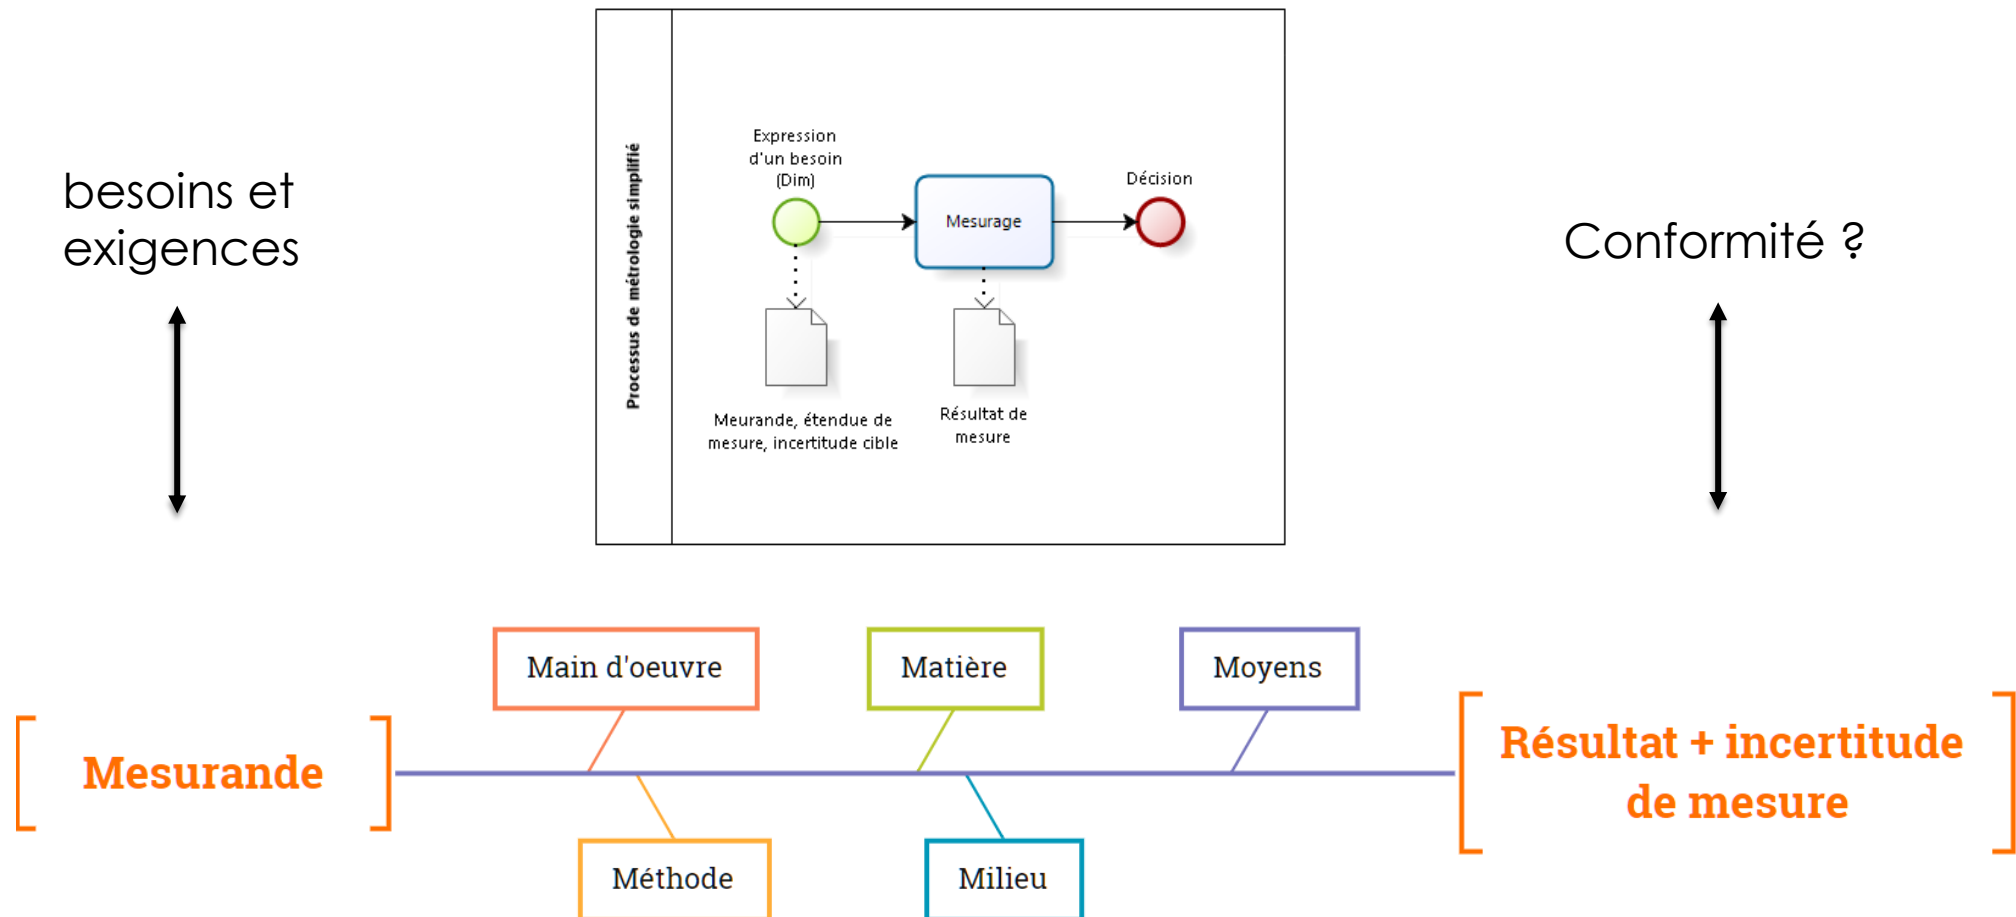 besoins et
exigences
Processus de métrologie simplifié
Expression
d'un besoin
(Dim)
Mesurage
Décision
Meurande, étendue de
mesure, incertitude cible
Résultat de
mesure
Conformité ?
Main d'oeuvre
Matière
Moyens
Mesurande
Résultat + incertitude
de mesure
Méthode
Milieu